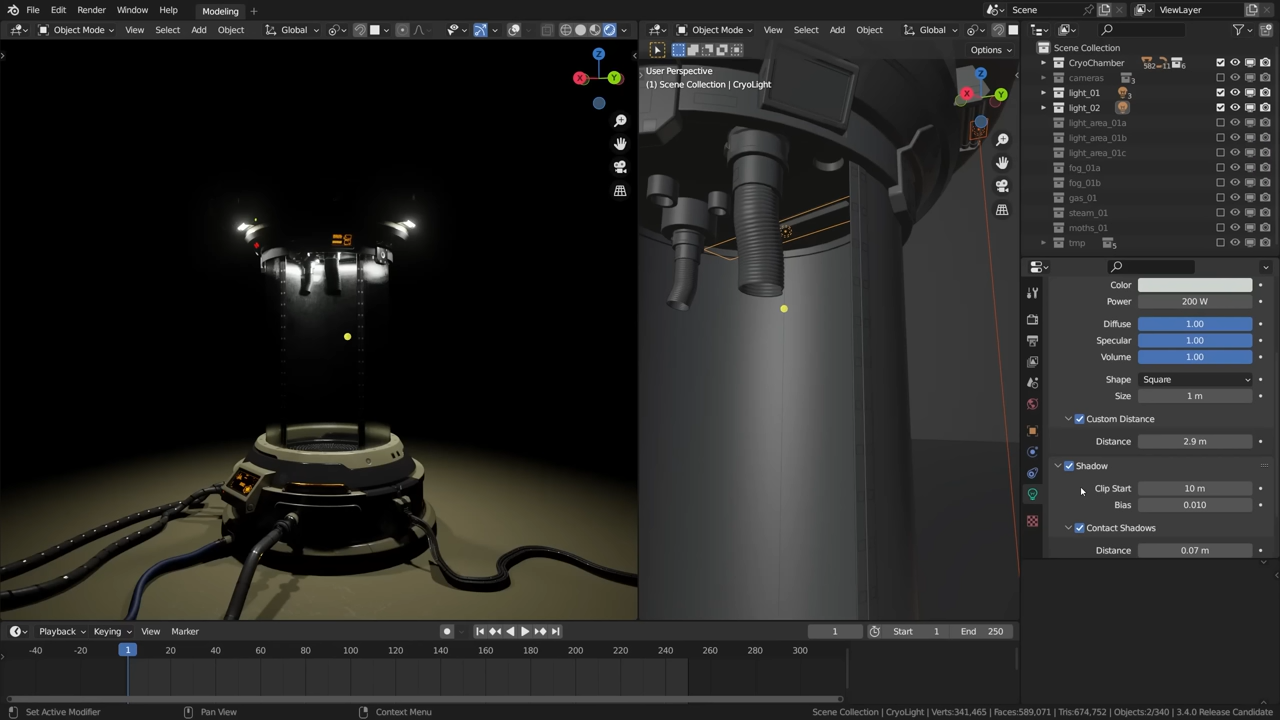 File Edit Render Window Help Modeling + Scene ViewLayer
Object Mode View Select Add Object Global
Object Mode View Select Add Object Global
Options
User Perspective
(1) Scene Collection | CryoLight
Z
X
Y
Z
X
Y
Scene Collection
CryoChamber 582 11 6
cameras 3
light_01 3
light_02
light_area_01a
light_area_01b
light_area_01c
fog_01a
fog_01b
gas_01
steam_01
moths_01
tmp 5
Color
Power 200 W
Diffuse 1.00
Specular 1.00
Volume 1.00
Shape Square
Size 1 m
Custom Distance
Distance 2.9 m
Shadow
Clip Start 10 m
Bias 0.010
Contact Shadows
Distance 0.07 m
Playback Keying View Marker 1 Start 1 End 250
-40 -20 1 20 40 60 80 100 120 140 160 180 200 220 240 260 280 300
Set Active Modifier Pan View Context Menu Scene Collection | CryoLight | Verts:341,465 | Faces:589,071 | Tris:674,752 | Objects:2/340 | 3.4.0 Release Candidate